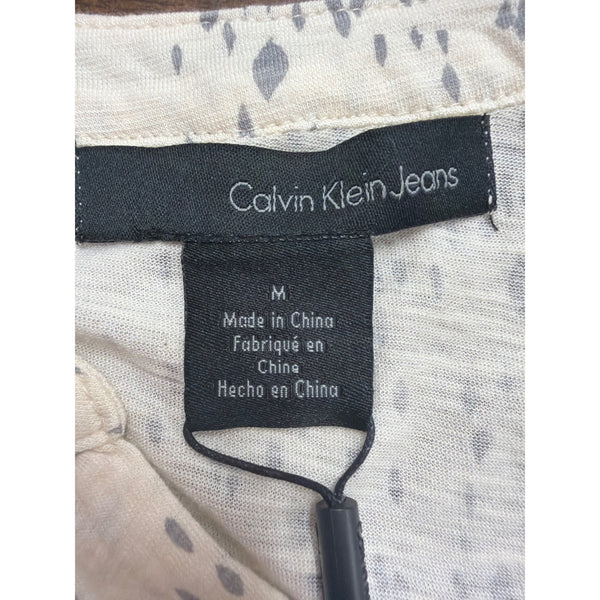 Calvin Klein Jeans
M
Made in China
Fabriqué en
Chine
Hecho en China